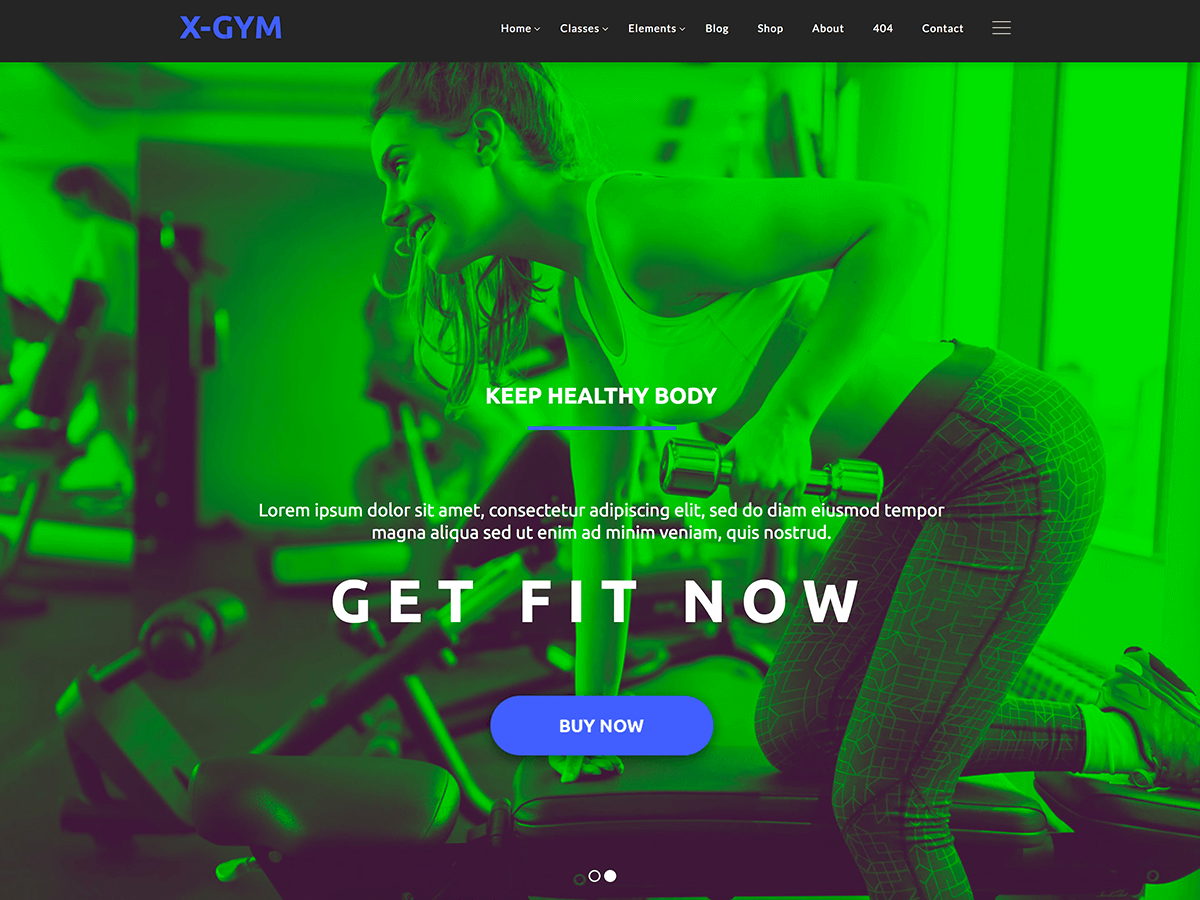 X-GYM
Home Classes Elements Blog Shop About 404 Contact
KEEP HEALTHY BODY
Lorem ipsum dolor sit amet, consectetur adipiscing elit, sed do diam eiusmod tempor
magna aliqua sed ut enim ad minim veniam, quis nostrud.
GET FIT NOW
BUY NOW